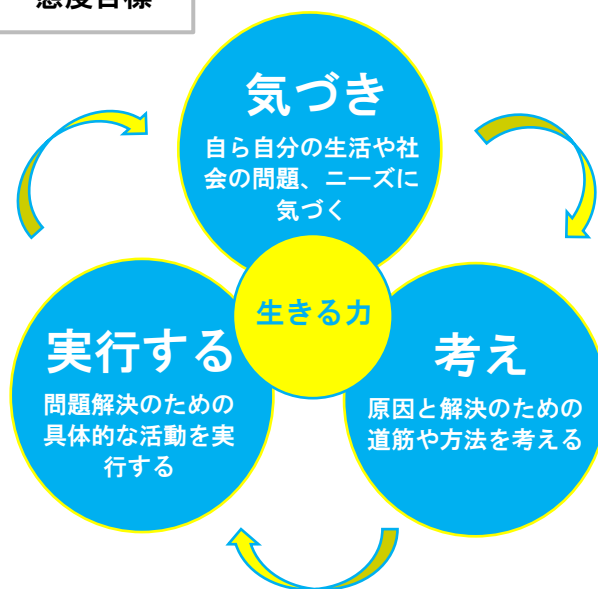 態度目標
気づき
自ら自分の生活や社
会の問題、ニーズに
気づく
生きる力
実行する
問題解決のための
具体的な活動を実
行する
考え
原因と解決のための
道筋や方法を考える